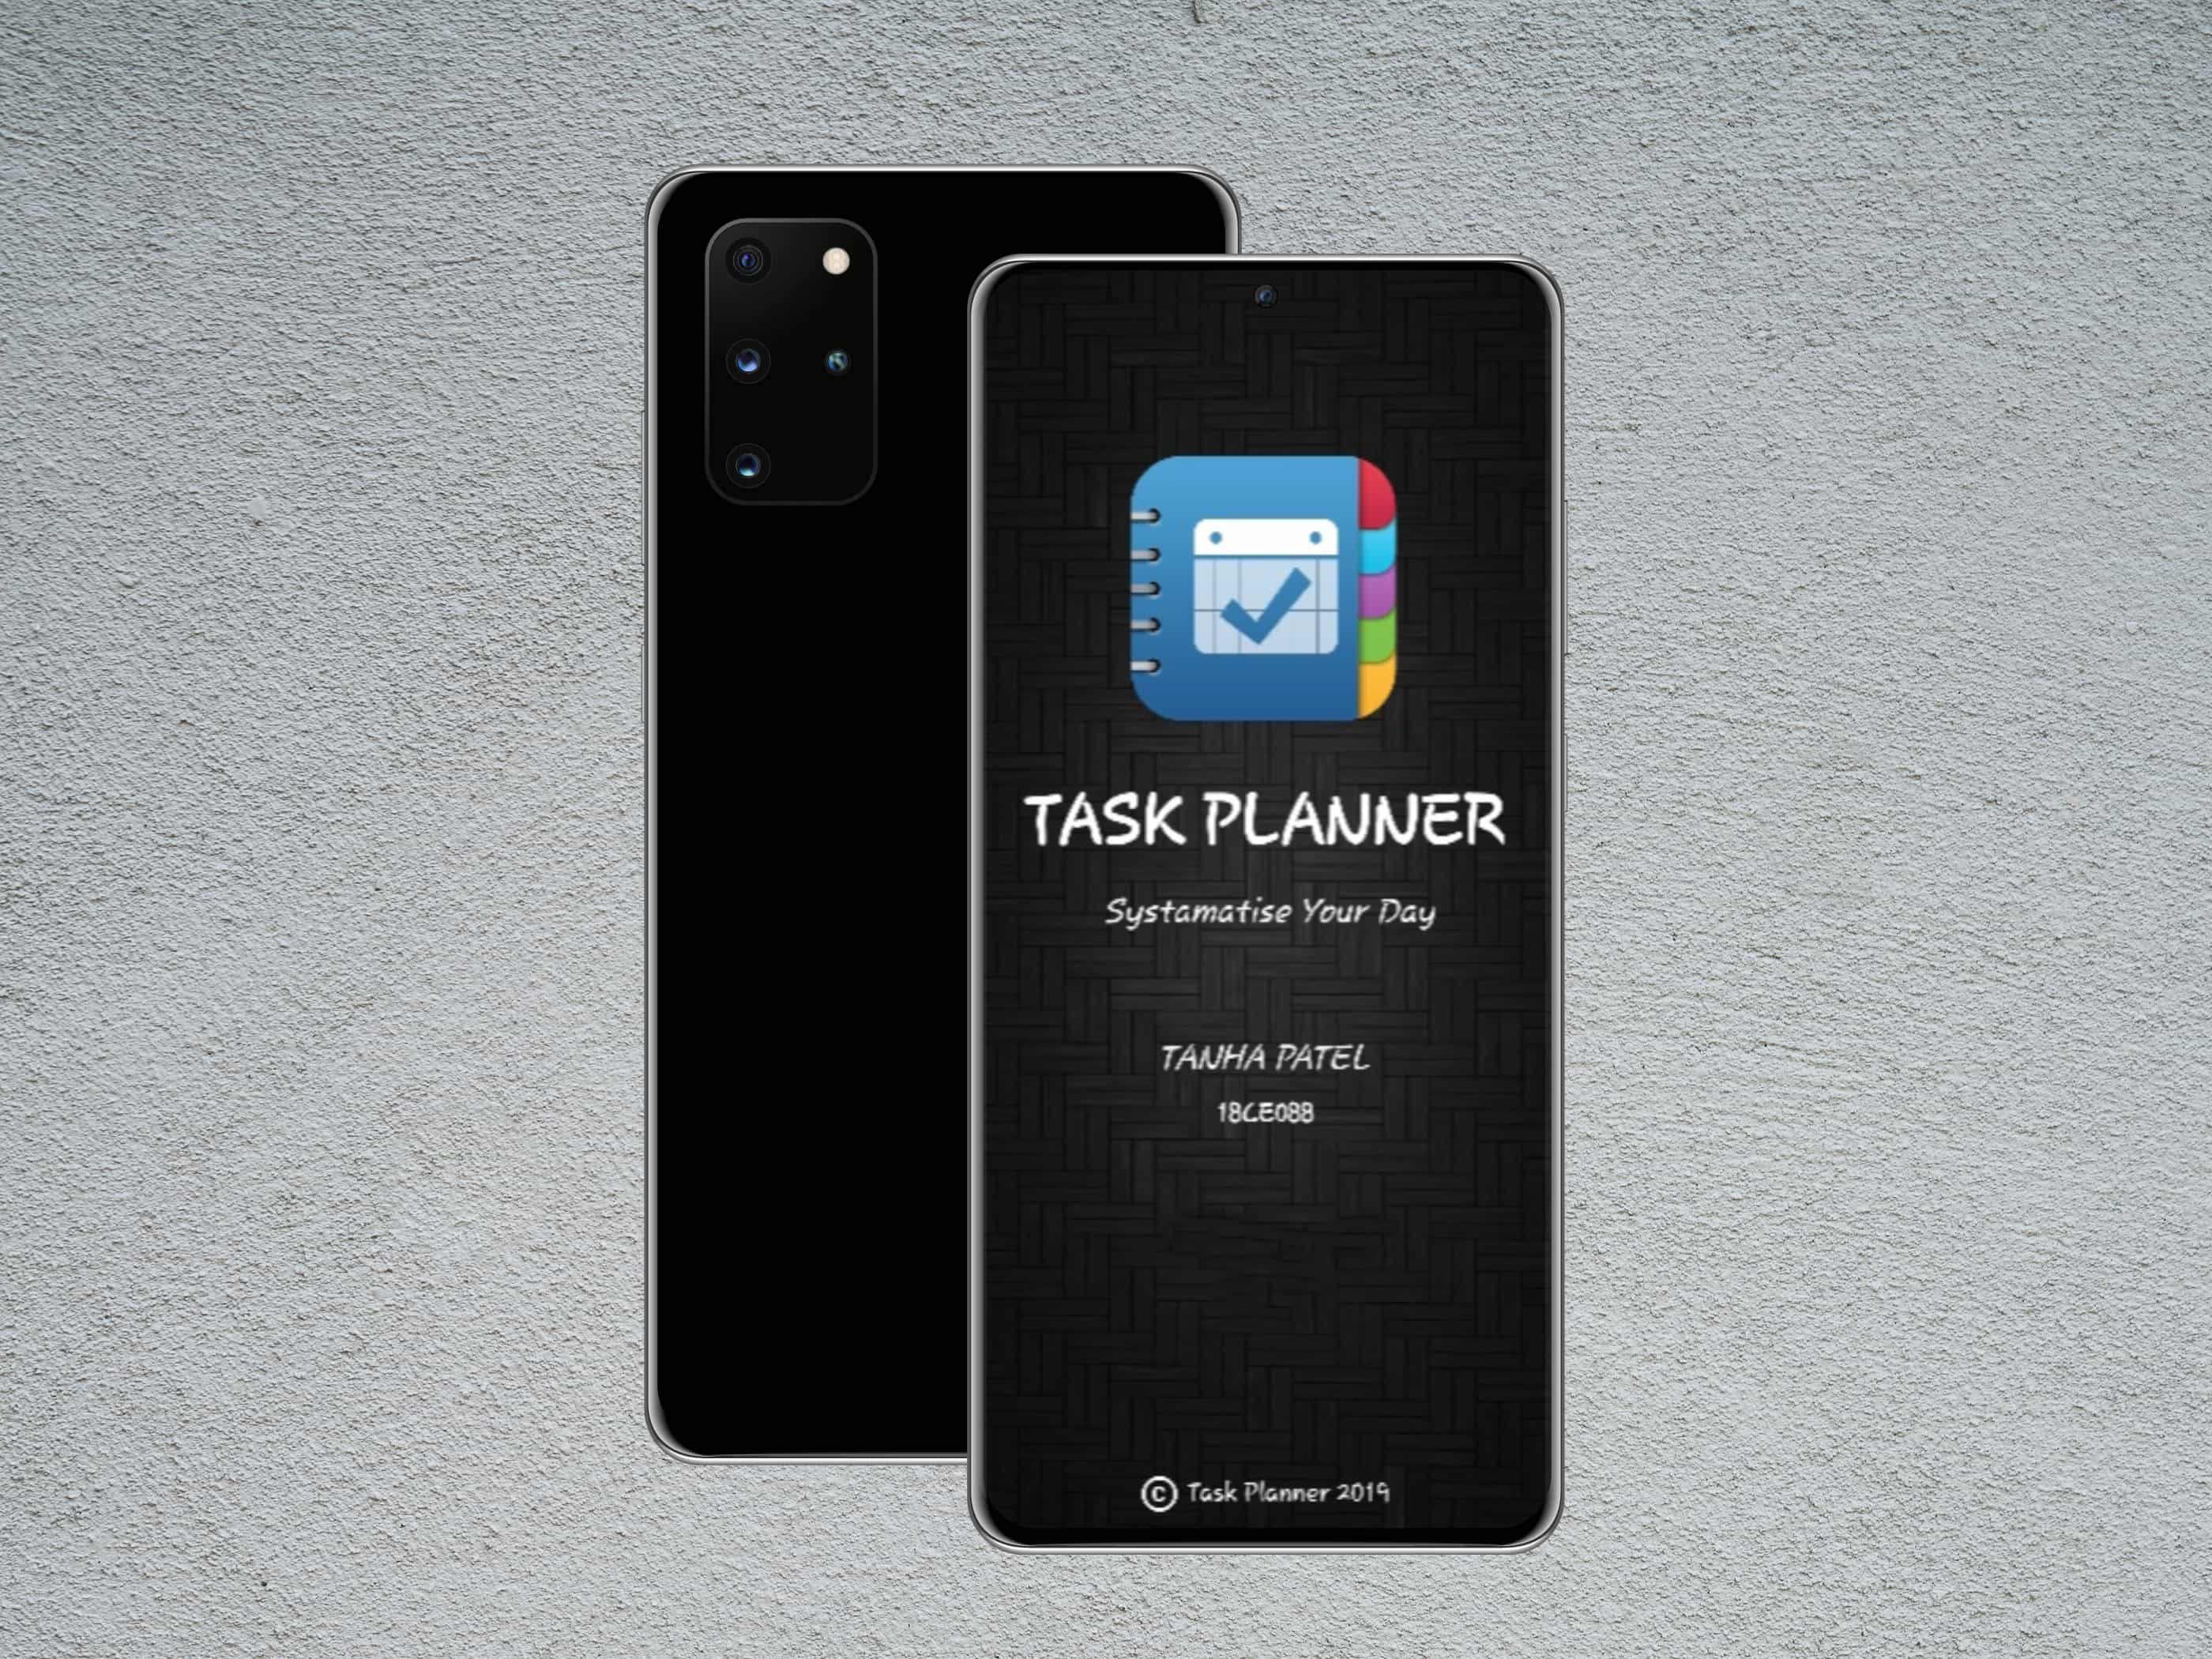 TASK PLANNER
Systamatise Your Day
TANHA PATEL
18CE088
© Task Planner 2019